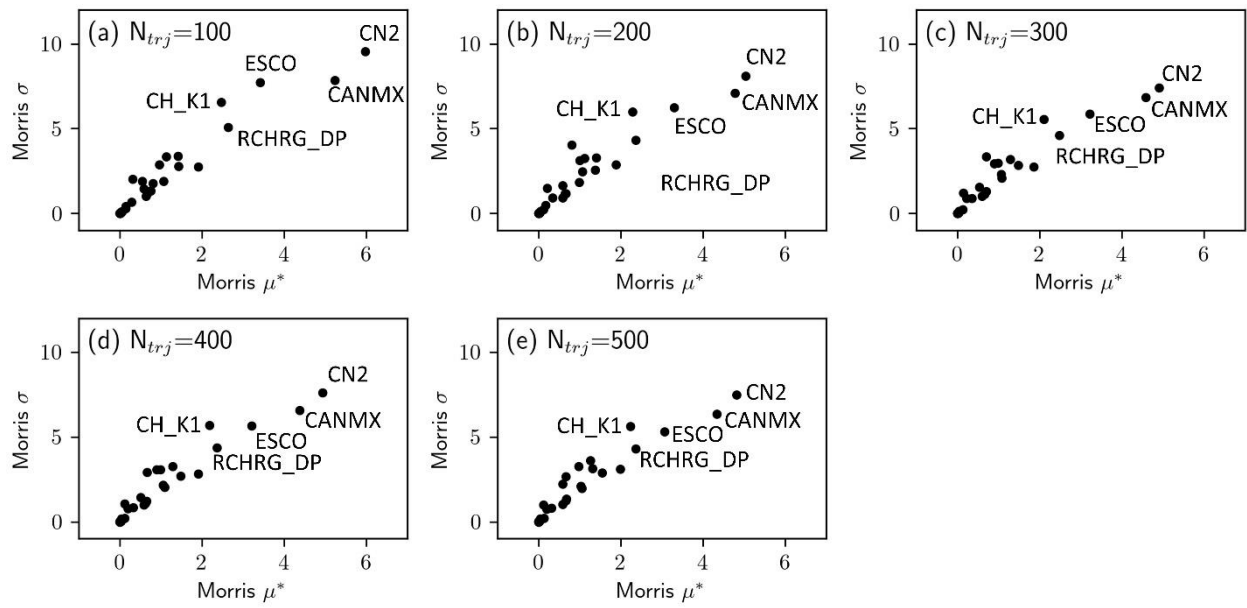 (a) N_trj=100
CN2
ESCO
CANMX
CH_K1
RCHRG_DP
10
5
0
Morris σ
0 2 4 6
Morris μ*
(b) N_trj=200
CN2
CANMX
CH_K1
ESCO
RCHRG_DP
10
5
0
Morris σ
0 2 4 6
Morris μ*
(c) N_trj=300
CN2
CANMX
CH_K1
ESCO
RCHRG_DP
10
5
0
Morris σ
0 2 4 6
Morris μ*
(d) N_trj=400
CN2
CANMX
CH_K1
ESCO
RCHRG_DP
10
5
0
Morris σ
0 2 4 6
Morris μ*
(e) N_trj=500
CN2
CANMX
CH_K1
ESCO
RCHRG_DP
10
5
0
Morris σ
0 2 4 6
Morris μ*